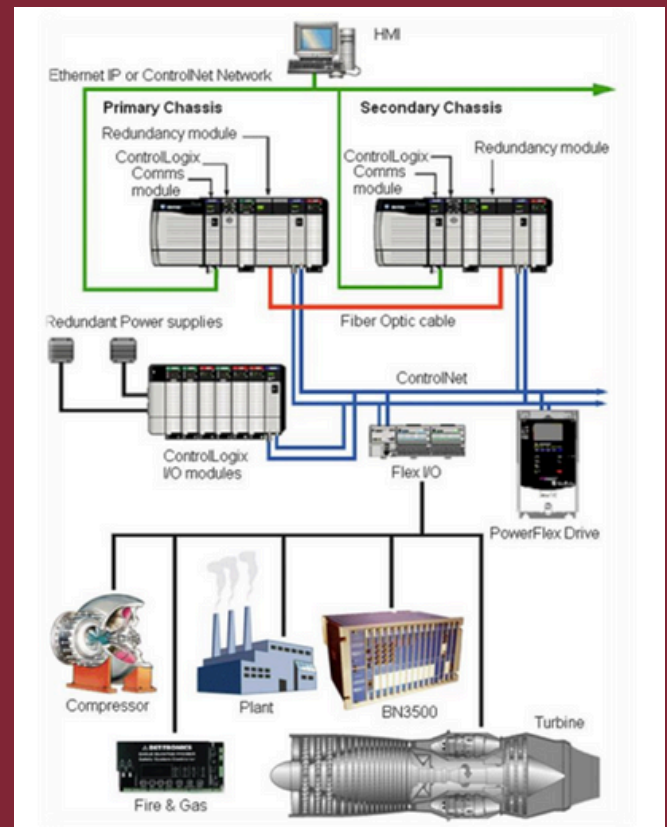 HMI
Ethernet IP or ControlNet Network
Primary Chassis
Secondary Chassis
Redundancy module
Redundancy module
ControlLogix
Comms
module
ControlLogix
Comms
module
Redundant Power supplies
Fiber Optic cable
ControlNet
ControlLogix
I/O modules
Flex I/O
PowerFlex Drive
Compressor
Plant
BN3500
Turbine
DET-TRONICS
Fire & Gas